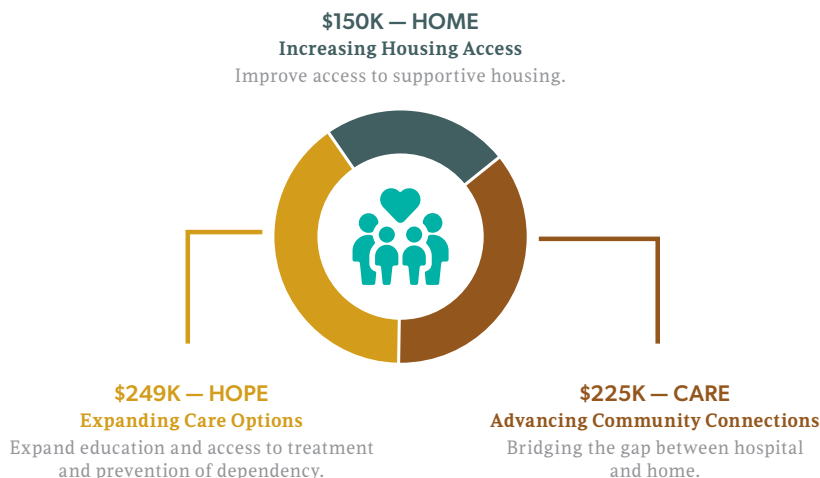 $150K — HOME
Increasing Housing Access
Improve access to supportive housing.
$249K — HOPE
Expanding Care Options
Expand education and access to treatment
and prevention of dependency.
$225K — CARE
Advancing Community Connections
Bridging the gap between hospital
and home.